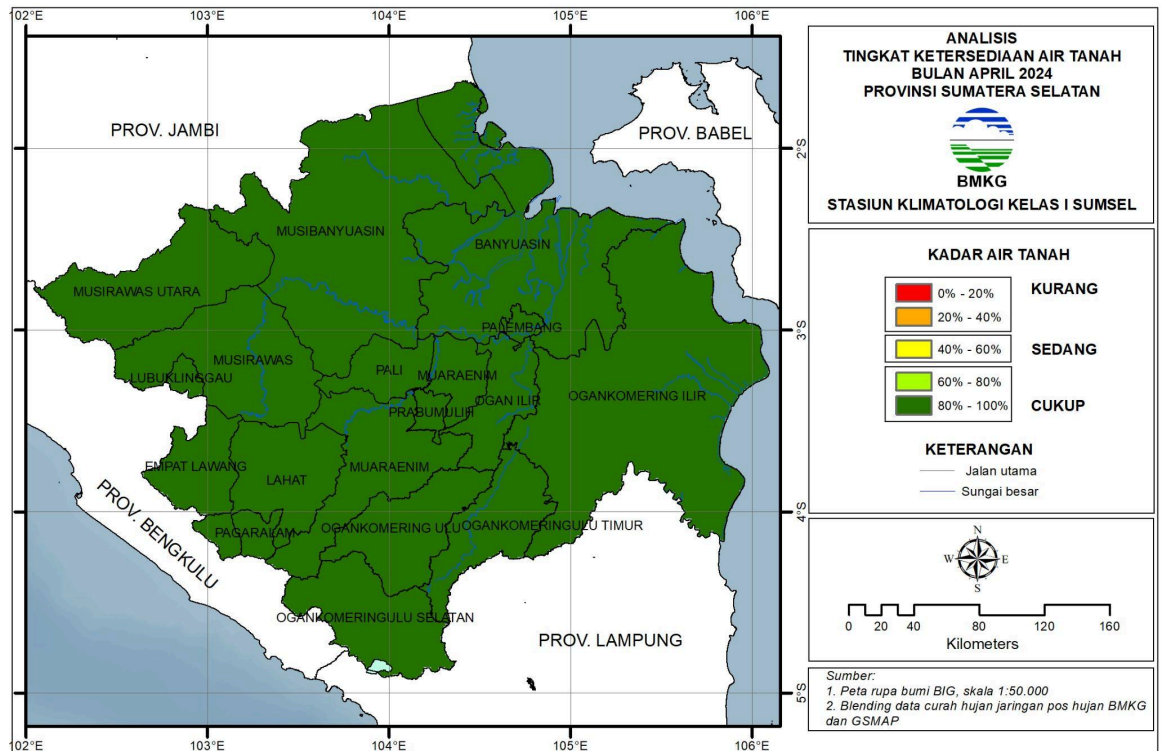 102°E
103°E
104°E
105°E
106°E
PROV. JAMBI
PROV. BABEL
2°S
MUSIBANYUASIN
BANYUASIN
MUSIRAWAS UTARA
PALEMBANG
3°S
MUSIRAWAS
LUBUKLINGGAU
PALI
MUARAENIM
OGANKOMERING ILIR
PRABUMULIH
OGAN ILIR
EMPAT LAWANG
LAHAT
MUARAENIM
PROV. BENGKULU
PAGARALAM
OGANKOMERING ULU
OGANKOMERINGULU TIMUR
4°S
OGANKOMERINGULU SELATAN
PROV. LAMPUNG
5°S
102°E
103°E
104°E
105°E
106°E
ANALISIS
TINGKAT KETERSEDIAAN AIR TANAH
BULAN APRIL 2024
PROVINSI SUMATERA SELATAN
BMKG
STASIUN KLIMATOLOGI KELAS I SUMSEL
KADAR AIR TANAH
0% - 20%
KURANG
20% - 40%
40% - 60%
SEDANG
60% - 80%
80% - 100%
CUKUP
KETERANGAN
Jalan utama
Sungai besar
N
W E
S
0 20 40 80 120 160
Kilometers
Sumber:
1. Peta rupa bumi BIG, skala 1:50.000
2. Blending data curah hujan jaringan pos hujan BMKG
dan GSMAP